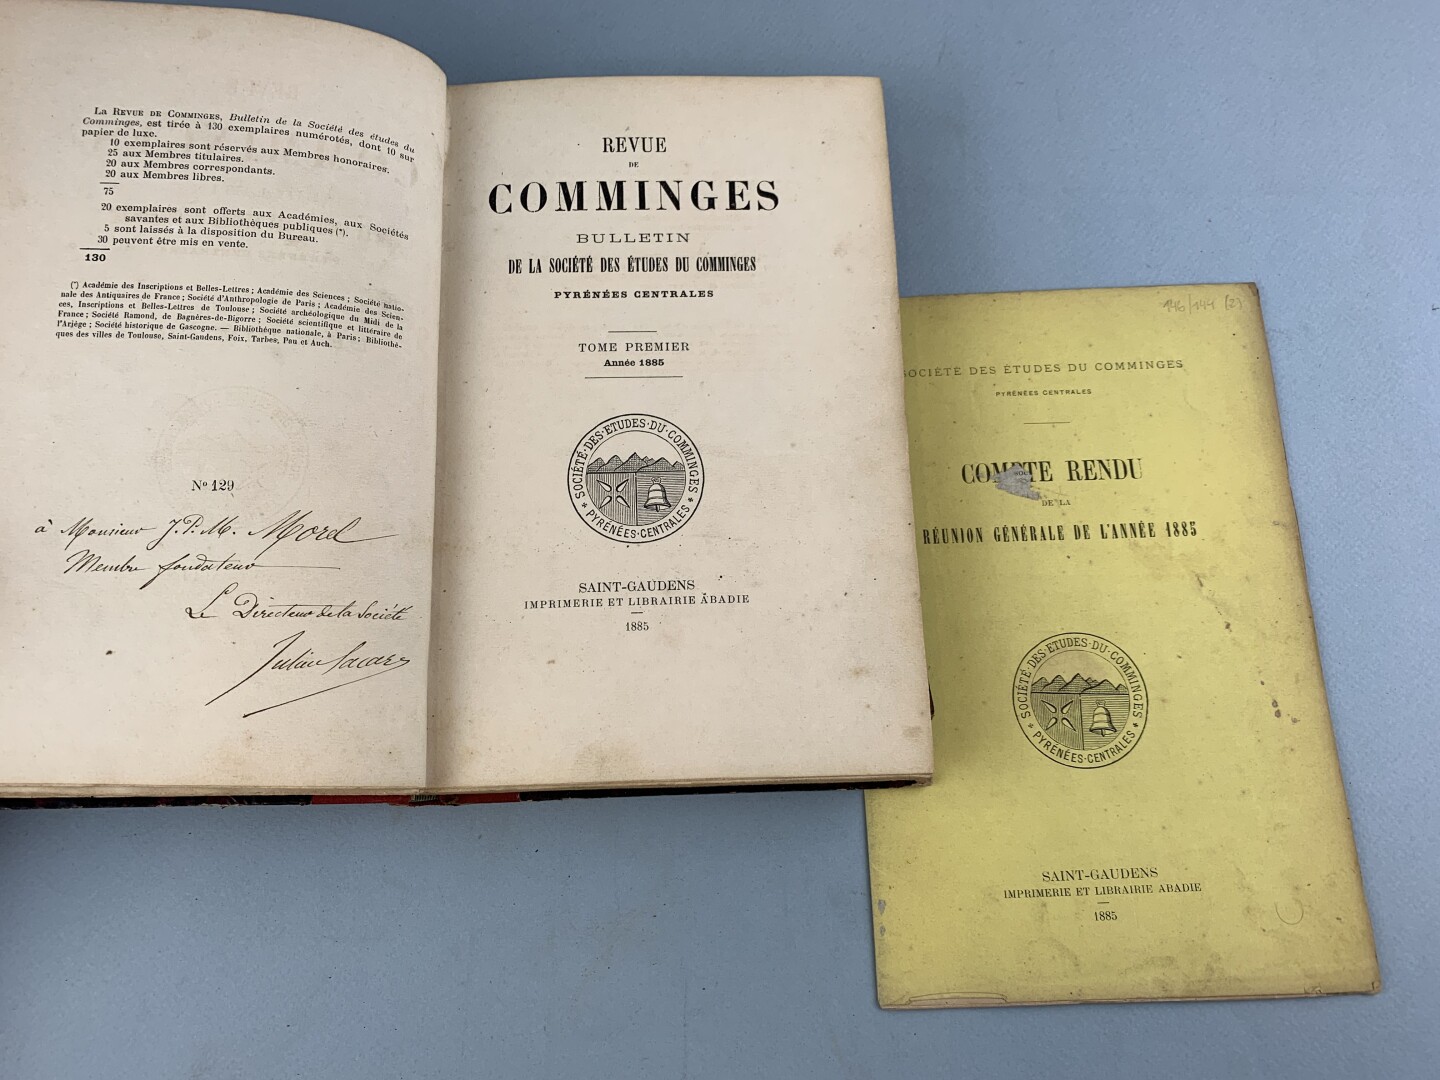 La REVUE DE COMMINGES, Bulletin de la Société des études du
Comminges, est tirée à 130 exemplaires numérotés, dont 10 sur
papier de luxe.
10 exemplaires sont réservés aux Membres honoraires.
25 aux Membres titulaires.
20 aux Membres correspondants.
20 aux Membres libres.
75
20 exemplaires sont offerts aux Académies, aux Sociétés
savantes et aux Bibliothèques publiques (*).
5 sont laissés à la disposition du Bureau.
30 peuvent être mis en vente.
130
(*) Académie des Inscriptions et Belles-Lettres ; Académie des Sciences ; Société natio-
nale des Antiquaires de France ; Société d'Anthropologie de Paris ; Académie des Scien-
ces, Inscriptions et Belles-Lettres de Toulouse ; Société archéologique du Midi de la
France ; Société Ramond, de Bagnères-de-Bigorre ; Société scientifique et littéraire de
l'Ariège ; Société historique de Gascogne. — Bibliothèque nationale, à Paris ; Bibliothè-
ques des villes de Toulouse, Saint-Gaudens, Foix, Tarbes, Pau et Auch.
No 129
à Monsieur J. P. M. Morel
Membre fondateur
Le Directeur de la Société
Julien Sacaze
REVUE
DE
COMMINGES
BULLETIN
DE LA SOCIÉTÉ DES ÉTUDES DU COMMINGES
PYRÉNÉES CENTRALES
TOME PREMIER
Année 1885
SOCIÉTÉ·DES·ETUDES·DU·COMMINGES
PYRÉNÉES·CENTRALES
SAINT-GAUDENS
IMPRIMERIE ET LIBRAIRIE ABADIE
1885
146/144 (2)
SOCIÉTÉ DES ÉTUDES DU COMMINGES
PYRÉNÉES CENTRALES
COMPTE RENDU
DE LA
RÉUNION GÉNÉRALE DE L'ANNÉE 1885
SOCIÉTÉ·DES·ETUDES·DU·COMMINGES
PYRÉNÉES·CENTRALES
SAINT-GAUDENS
IMPRIMERIE ET LIBRAIRIE ABADIE
1885